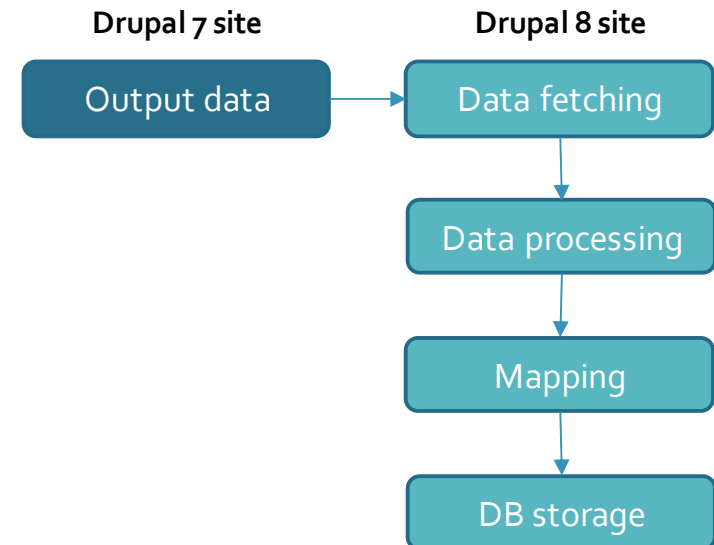 Drupal 7 site
Drupal 8 site
Output data
Data fetching
Data processing
Mapping
DB storage